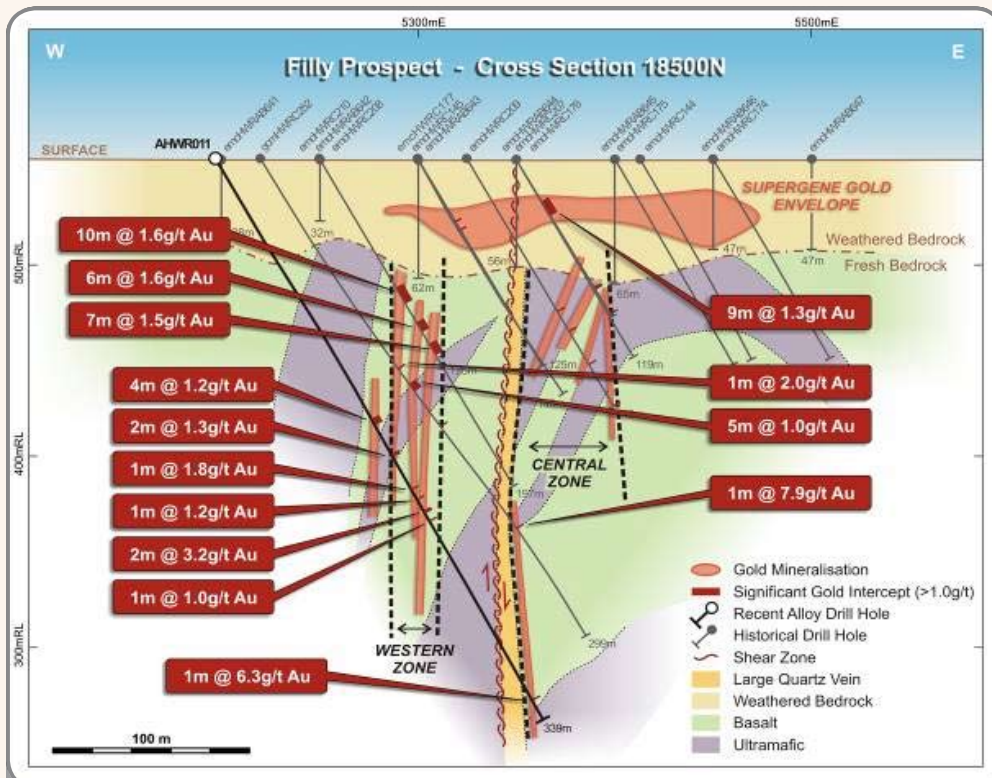 5300mE
5500mE
W
E
Filly Prospect - Cross Section 18500N
AHWR011
SURFACE
SUPERGENE GOLD
ENVELOPE
32m
56m
47m
47m
Weathered Bedrock
Fresh Bedrock
500mRL
62m
65m
10m @ 1.6g/t Au
6m @ 1.6g/t Au
7m @ 1.5g/t Au
9m @ 1.3g/t Au
125m
119m
4m @ 1.2g/t Au
1m @ 2.0g/t Au
2m @ 1.3g/t Au
5m @ 1.0g/t Au
400mRL
CENTRAL
ZONE
1m @ 1.8g/t Au
1m @ 7.9g/t Au
1m @ 1.2g/t Au
2m @ 3.2g/t Au
1m @ 1.0g/t Au
299m
300mRL
WESTERN
ZONE
1m @ 6.3g/t Au
339m
100 m
Gold Mineralisation
Significant Gold Intercept (>1.0g/t)
Recent Alloy Drill Hole
Historical Drill Hole
Shear Zone
Large Quartz Vein
Weathered Bedrock
Basalt
Ultramafic